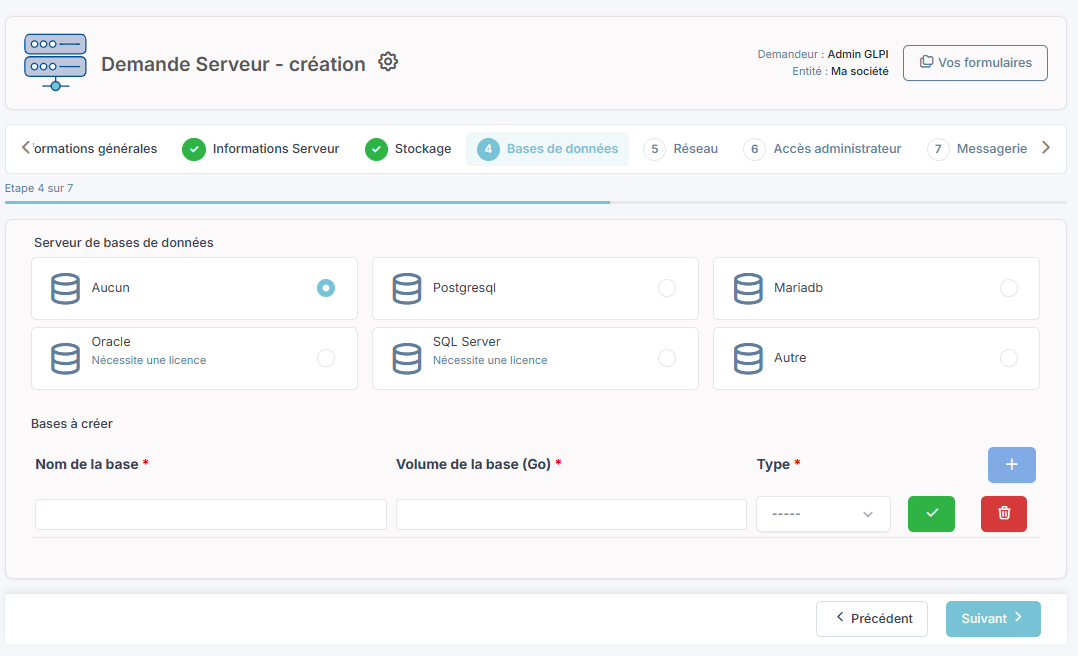 Demande Serveur - création
Demandeur : Admin GLPI
Entité : Ma société
Vos formulaires
ormations générales
Informations Serveur
Stockage
4 Bases de données
5 Réseau
6 Accès administrateur
7 Messagerie
Etape 4 sur 7
Serveur de bases de données
Aucun
Postgresql
Mariadb
Oracle
Nécessite une licence
SQL Server
Nécessite une licence
Autre
Bases à créer
Nom de la base *
Volume de la base (Go) *
Type *
+
-----
Précédent
Suivant